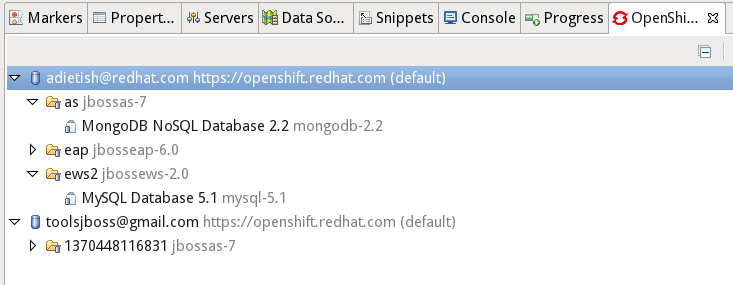 Markers Propert... Servers Data So... Snippets Console Progress OpenShi...
adietish@redhat.com https://openshift.redhat.com (default)
as jbossas-7
MongoDB NoSQL Database 2.2 mongodb-2.2
eap jbosseap-6.0
ews2 jbossews-2.0
MySQL Database 5.1 mysql-5.1
toolsjboss@gmail.com https://openshift.redhat.com (default)
1370448116831 jbossas-7